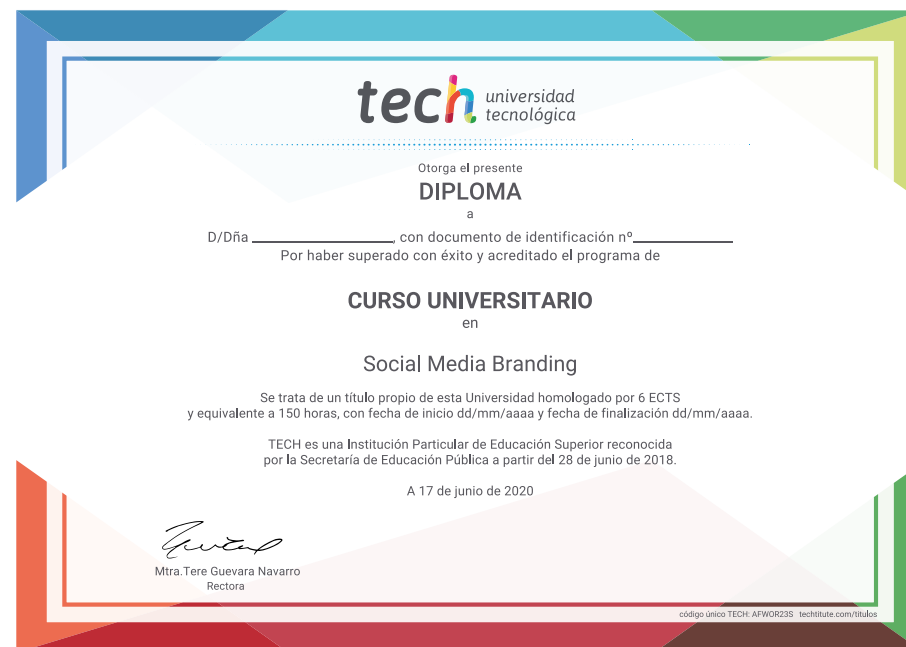 tech universidad
tecnológica
Otorga el presente
DIPLOMA
a
D/Dña ____________________, con documento de identificación nº______________
Por haber superado con éxito y acreditado el programa de
CURSO UNIVERSITARIO
en
Social Media Branding
Se trata de un título propio de esta Universidad homologado por 6 ECTS
y equivalente a 150 horas, con fecha de inicio dd/mm/aaaa y fecha de finalización dd/mm/aaaa.
TECH es una Institución Particular de Educación Superior reconocida
por la Secretaría de Educación Pública a partir del 28 de junio de 2018.
A 17 de junio de 2020
Mtra.Tere Guevara Navarro
Rectora
código único TECH: AFWOR23S techtitute.com/titulos